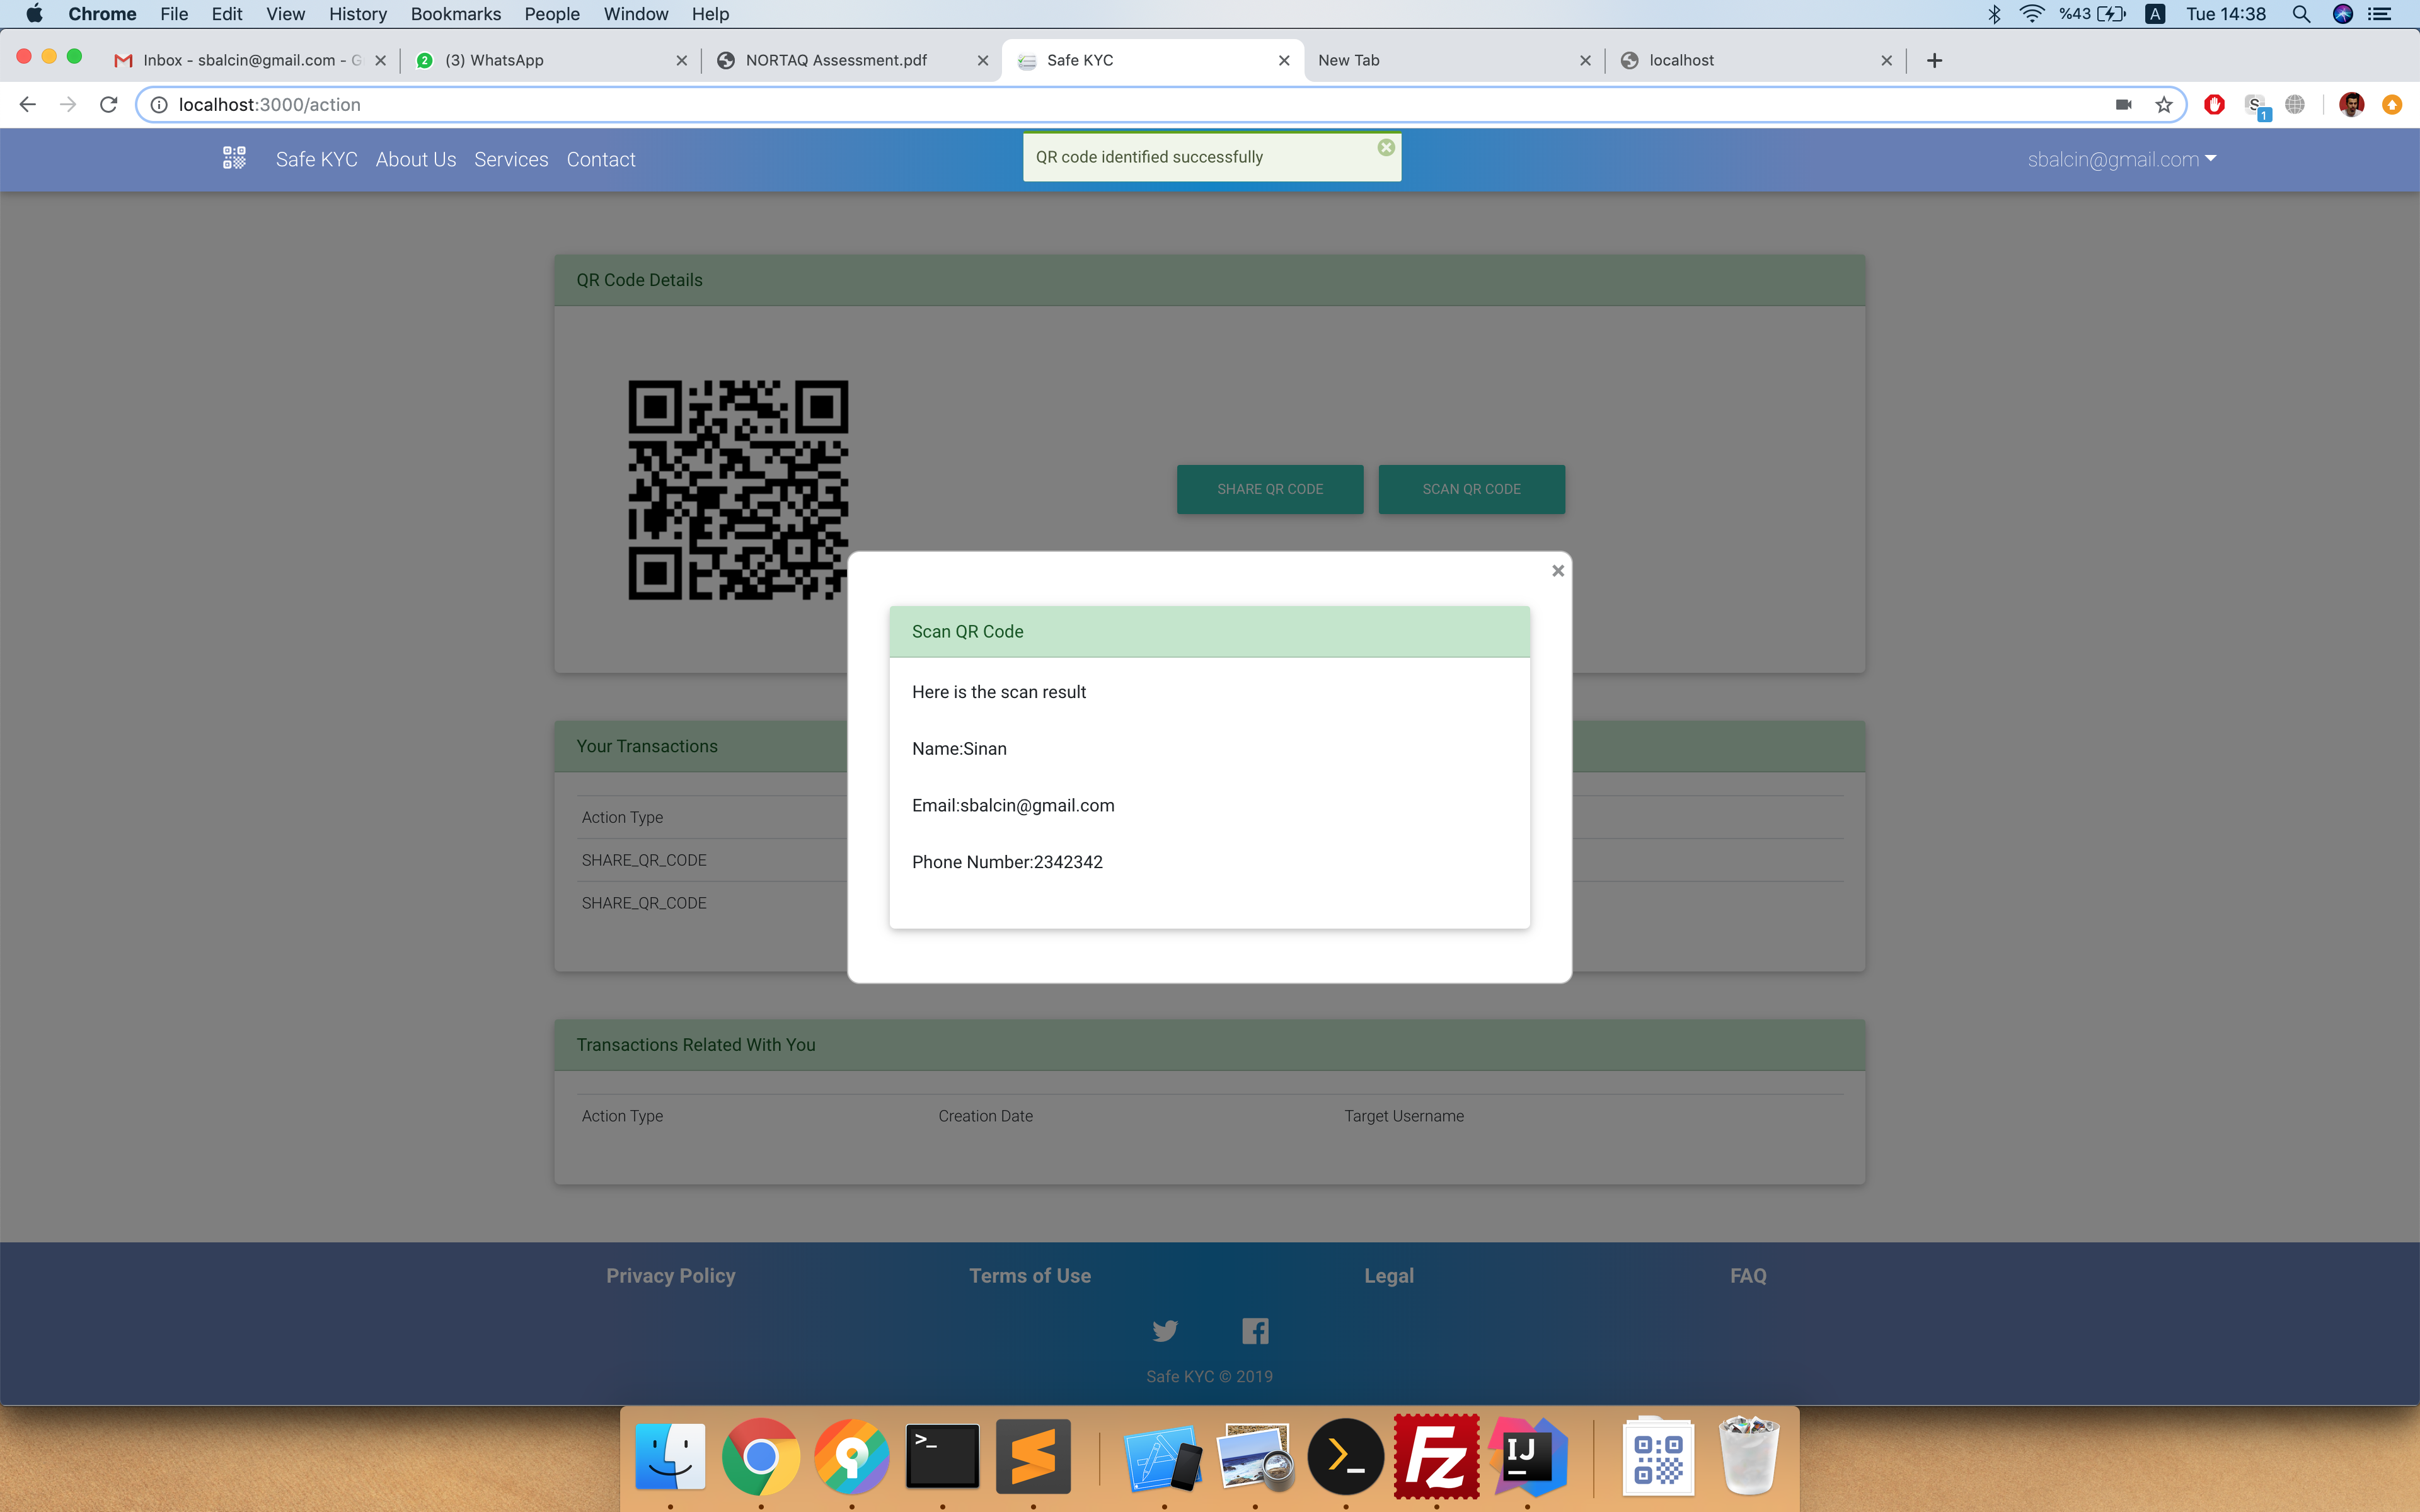 Chrome File Edit View History Bookmarks People Window Help %43 A Tue 14:38
Inbox - sbalcin@gmail.com - G 2 (3) WhatsApp NORTAQ Assessment.pdf Safe KYC New Tab localhost
localhost:3000/action S 1
Safe KYC About Us Services Contact
QR code identified successfully
sbalcin@gmail.com
QR Code Details
SHARE QR CODE SCAN QR CODE
Scan QR Code
Here is the scan result
Name:Sinan
Email:sbalcin@gmail.com
Phone Number:2342342
Your Transactions
Action Type
SHARE_QR_CODE
SHARE_QR_CODE
Transactions Related With You
Action Type Creation Date Target Username
Privacy Policy Terms of Use Legal FAQ
Safe KYC © 2019
>_ >_ Fz IJ